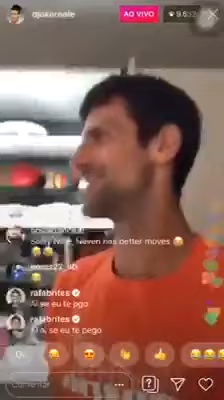 djokernole
AO VIVO
Sorry Nole, Neven has better moves
rafabrites
Ai se eu te pgo
rafabrites
Ai se eu te pego
Comentar